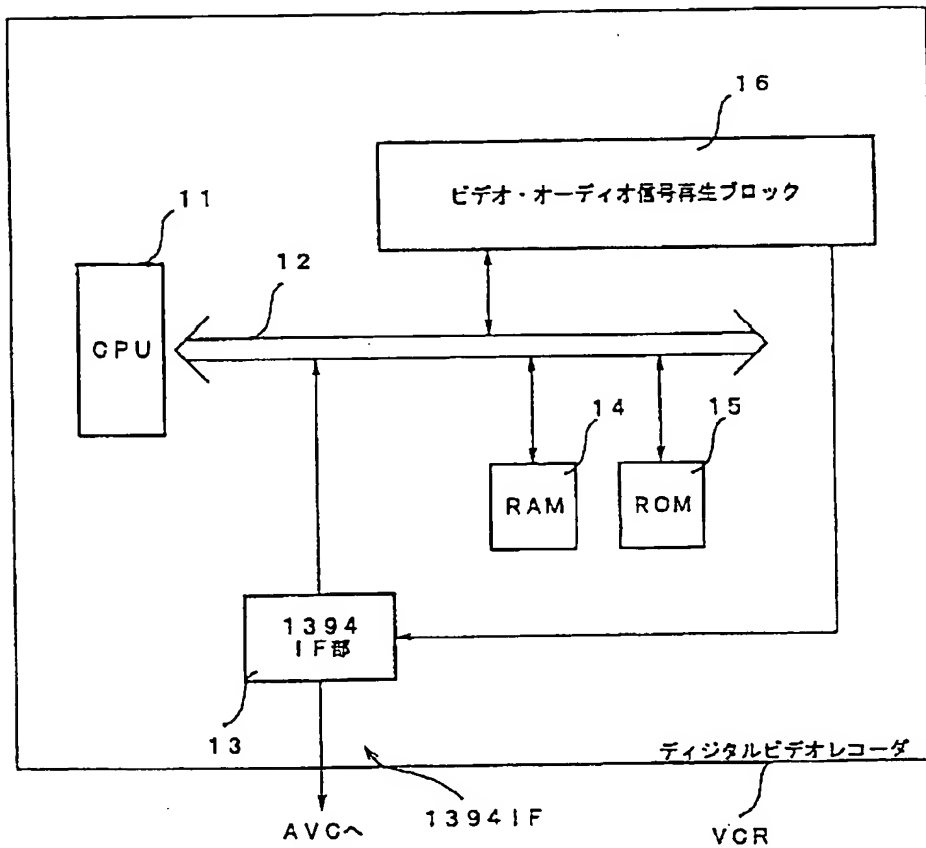 16
ビデオ・オーディオ信号再生ブロック
11
12
CPU
14
15
RAM
ROM
1394
IF部
13
ディジタルビデオレコーダ
1394IF
AVCへ
VCR